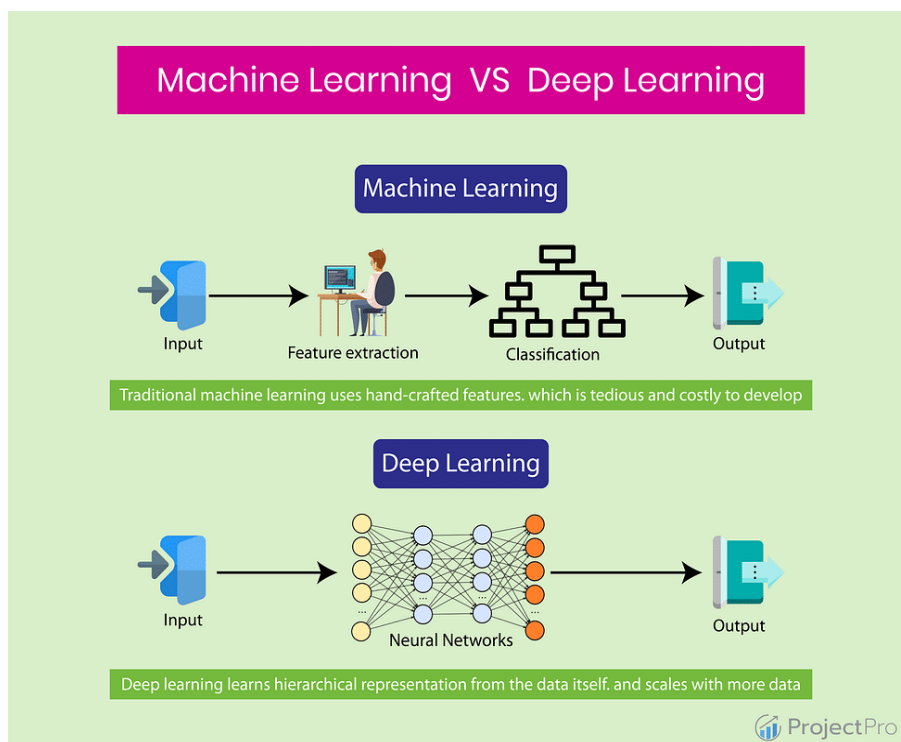 Machine Learning VS Deep Learning
Machine Learning
Input
Feature extraction
Classification
Output
Traditional machine learning uses hand-crafted features. which is tedious and costly to develop
Deep Learning
Input
Neural Networks
Output
Deep learning learns hierarchical representation from the data itself. and scales with more data
ProjectPro